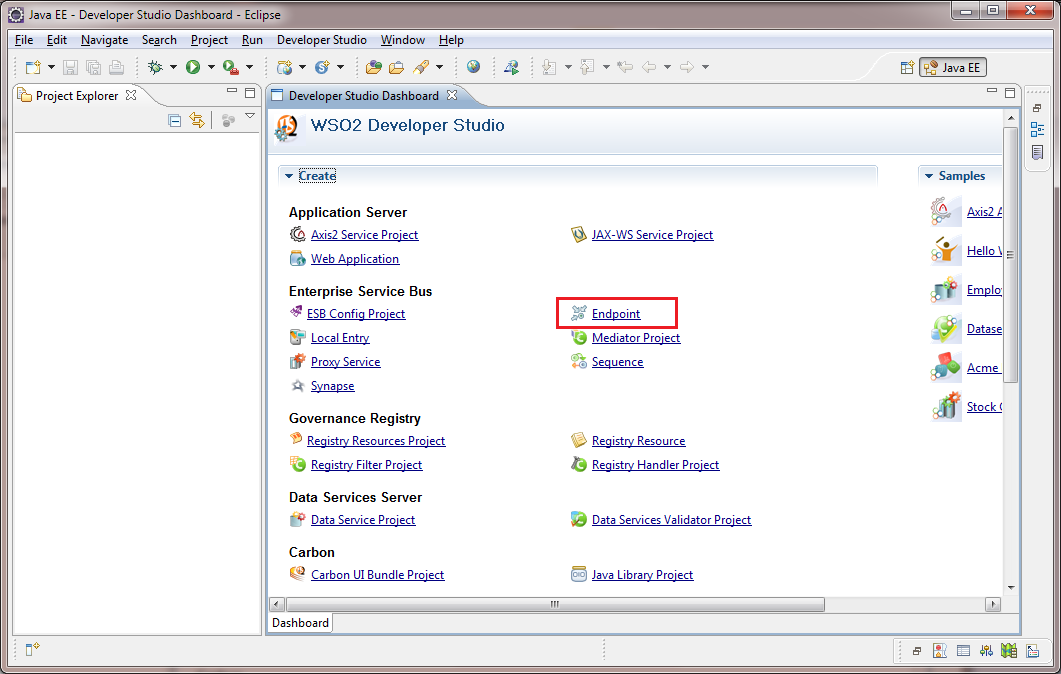 Java EE - Developer Studio Dashboard - Eclipse
File Edit Navigate Search Project Run Developer Studio Window Help
Java EE
Project Explorer
Developer Studio Dashboard
WSO2 Developer Studio
Create
Samples
Application Server
Axis2 Service Project
JAX-WS Service Project
Axis2 A
Web Application
Hello
Enterprise Service Bus
Employ
ESB Config Project
Endpoint
Local Entry
Mediator Project
Datase
Proxy Service
Sequence
Acme
Synapse
Stock
Governance Registry
Registry Resources Project
Registry Resource
Registry Filter Project
Registry Handler Project
Data Services Server
Data Service Project
Data Services Validator Project
Carbon
Carbon UI Bundle Project
Java Library Project
Dashboard